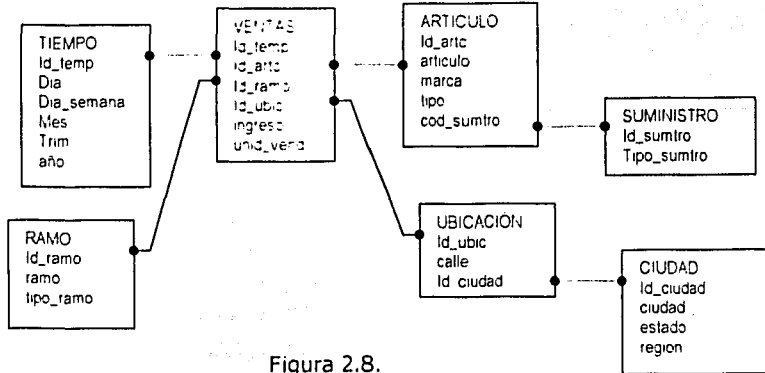 TIEMPO
Id_temp
Dia
Dia_semana
Mes
Trim
año
VENTAS
Id_temp
id_artc
Id_ramo
Id_ubic
ingreso
unid_vend
ARTICULO
Id_artc
articulo
marca
tipo
cod_sumtro
SUMINISTRO
Id_sumtro
Tipo_sumtro
RAMO
Id_ramo
ramo
tipo_ramo
UBICACIÓN
Id_ubic
calle
Id_ciudad
CIUDAD
Id_ciudad
ciudad
estado
region
Figura 2.8.